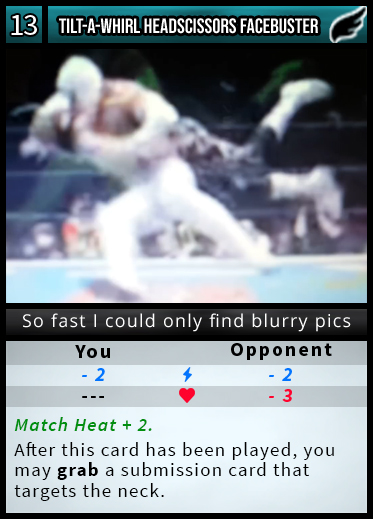 13 TILT-A-WHIRL HEADSCISSORS FACEBUSTER
So fast I could only find blurry pics
You Opponent
- 2 - 2
--- - 3
Match Heat + 2.
After this card has been played, you
may grab a submission card that
targets the neck.